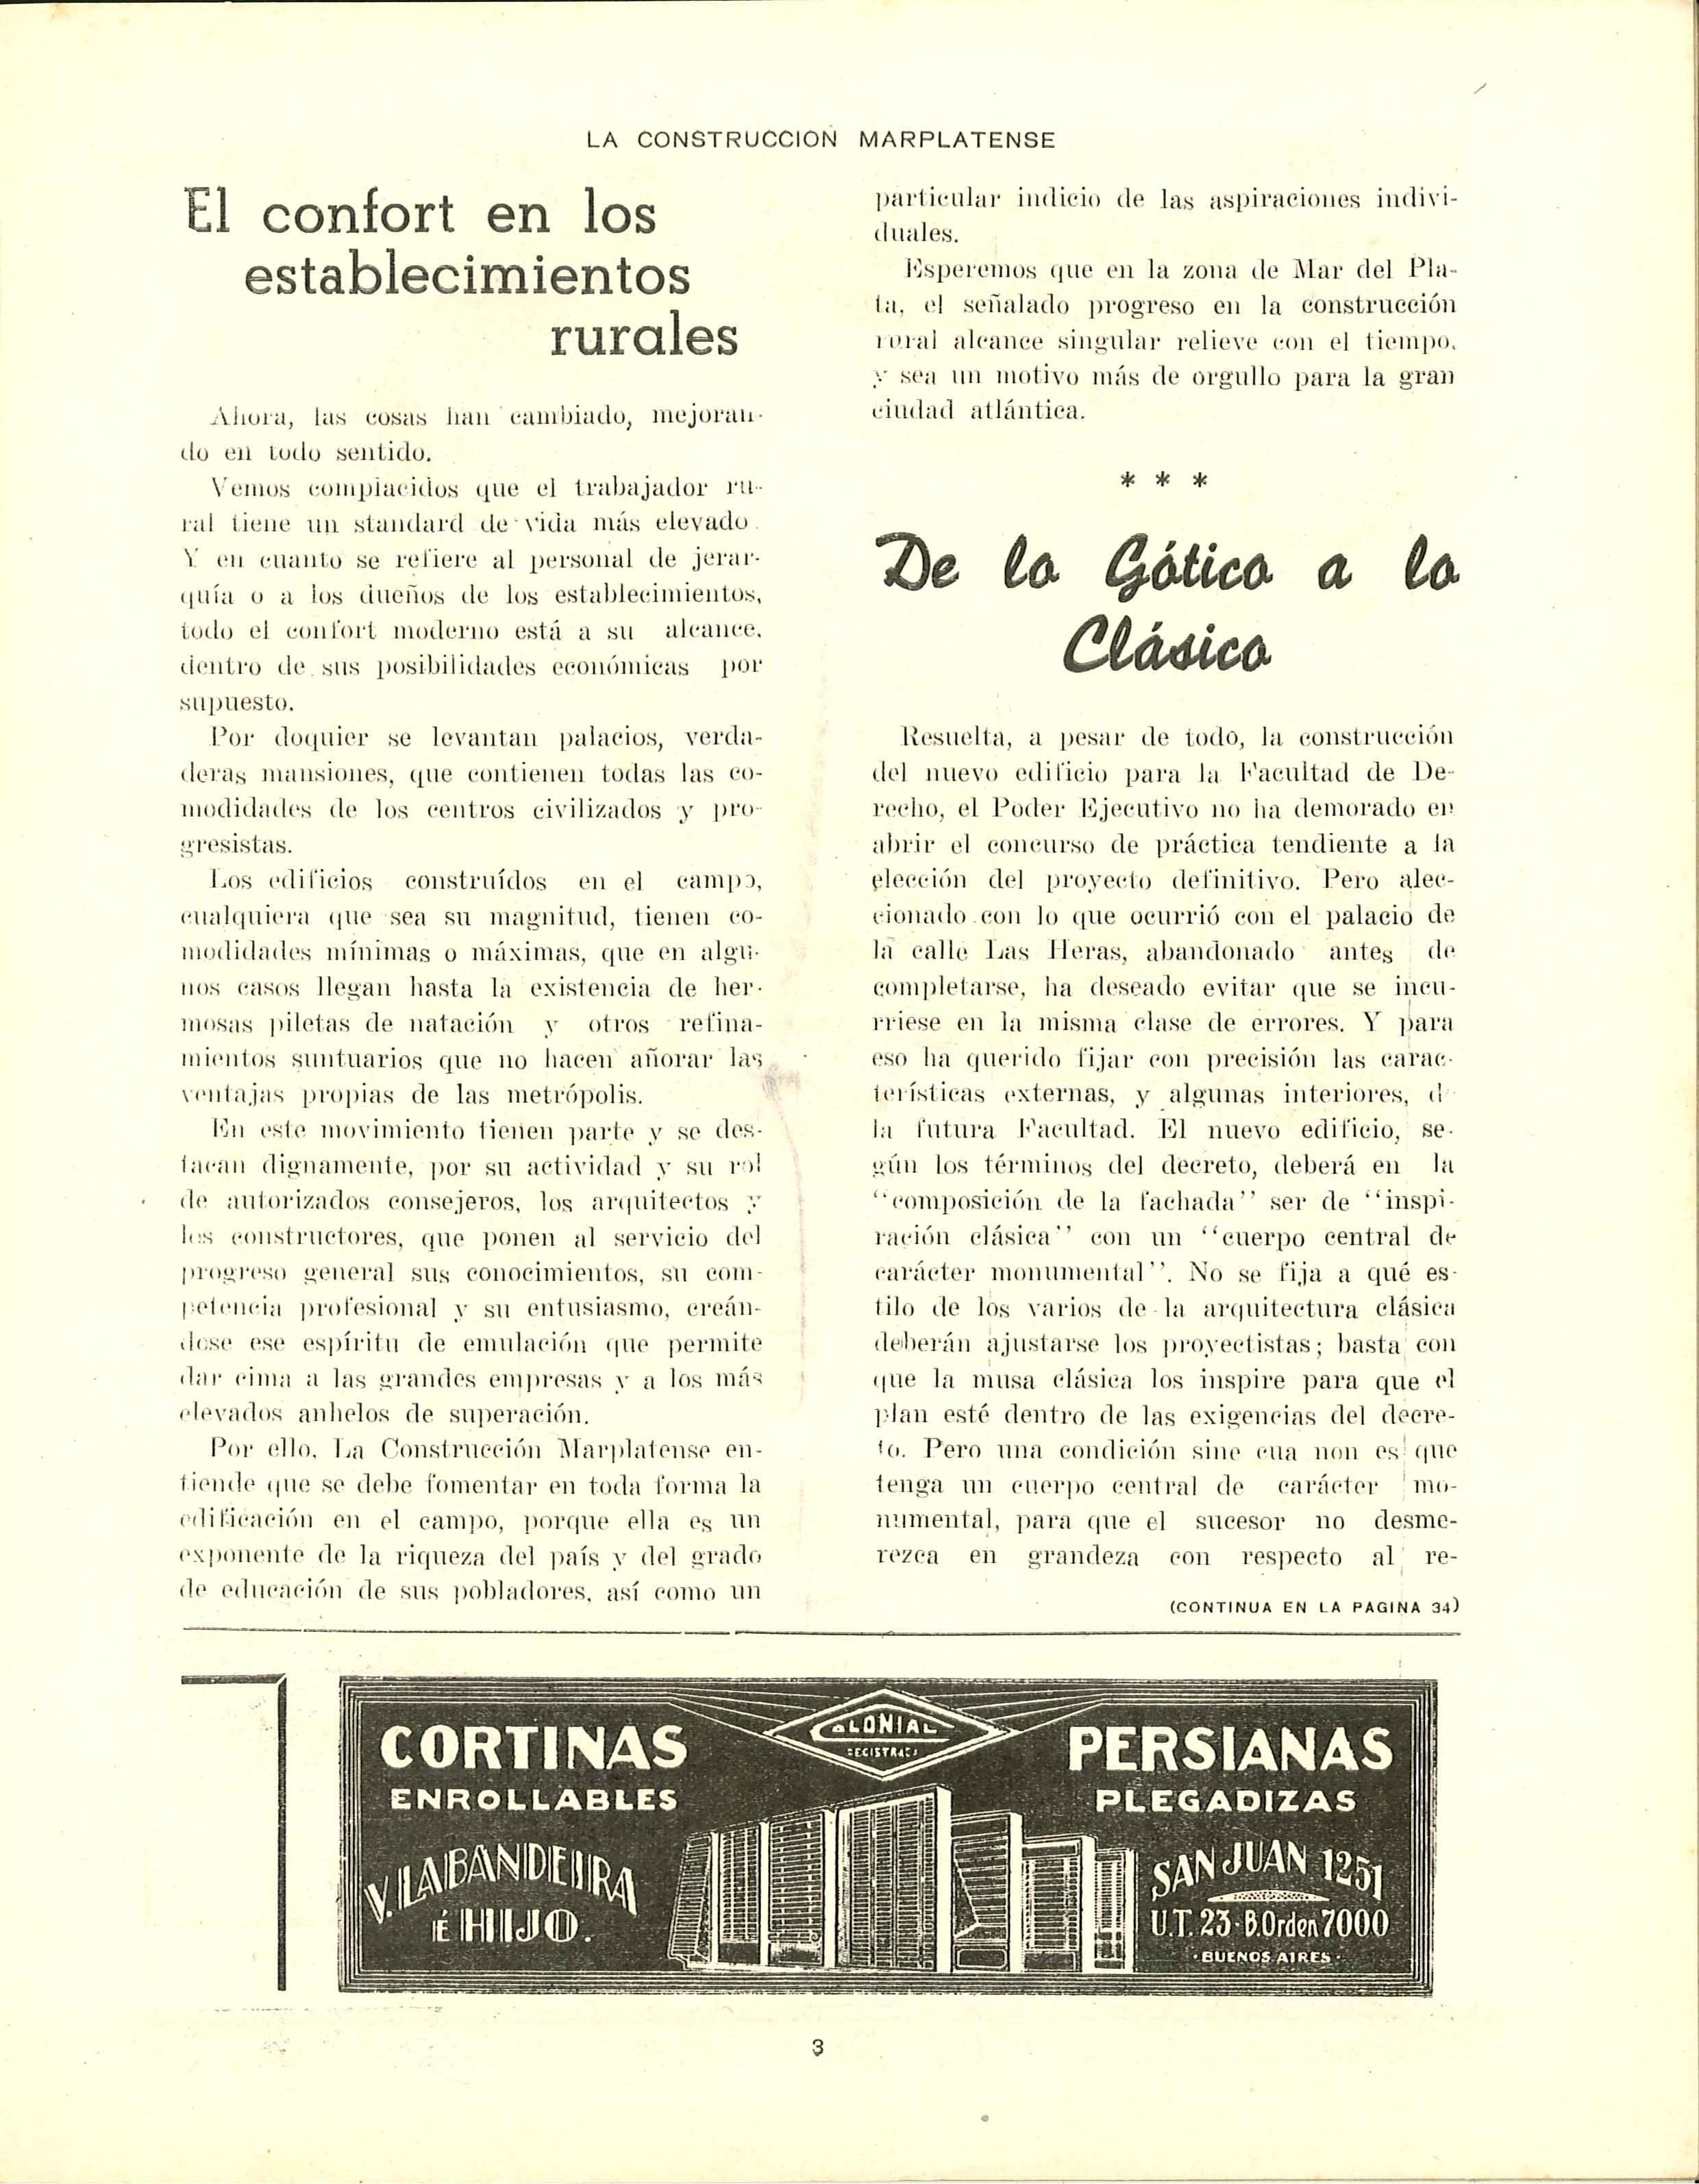 LA CONSTRUCCION MARPLATENSE
El confort en los
establecimientos
rurales
Ahora, las cosas han cambiado, mejoran-
do en todo sentido.
Vemos complacidos que el trabajador ru-
ral tiene un standard de vida más elevado.
Y en cuanto se refiere al personal de jerar-
quía o a los dueños de los establecimientos,
todo el confort moderno está a su alcance,
dentro de sus posibilidades económicas por
supuesto.
Por doquier se levantan palacios, verda-
deras mansiones, que contienen todas las co-
modidades de los centros civilizados y pro-
gresistas.
Los edificios construídos en el campo,
cualquiera que sea su magnitud, tienen co-
modidades mínimas o máximas, que en algu-
nos casos llegan hasta la existencia de her-
mosas piletas de natación y otros refina-
mientos suntuarios que no hacen añorar las
ventajas propias de las metrópolis.
En este movimiento tienen parte y se des-
tacan dignamente, por su actividad y su rol
de autorizados consejeros, los arquitectos y
los constructores, que ponen al servicio del
progreso general sus conocimientos, su com-
petencia profesional y su entusiasmo, creán-
dose ese espíritu de emulación que permite
dar cima a las grandes empresas y a los más
elevados anhelos de superación.
Por ello, La Construcción Marplatense en-
tiende que se debe fomentar en toda forma la
edificación en el campo, porque ella es un
exponente de la riqueza del país y del grado
de educación de sus pobladores, así como un
particular indicio de las aspiraciones indivi-
duales.
Esperemos que en la zona de Mar del Pla-
ta, el señalado progreso en la construcción
rural alcance singular relieve con el tiempo,
y sea un motivo más de orgullo para la gran
ciudad atlántica.
* * *
De lo Gótico a lo
Clásico
Resuelta, a pesar de todo, la construcción
del nuevo edificio para la Facultad de De-
recho, el Poder Ejecutivo no ha demorado en
abrir el concurso de práctica tendiente a la
elección del proyecto definitivo. Pero alec-
cionado con lo que ocurrió con el palacio de
la calle Las Heras, abandonado antes de
completarse, ha deseado evitar que se incu-
rriese en la misma clase de errores. Y para
eso ha querido fijar con precisión las carac-
terísticas externas, y algunas interiores, d
la futura Facultad. El nuevo edificio, se-
gún los términos del decreto, deberá en la
"composición de la fachada" ser de "inspi-
ración clásica" con un "cuerpo central de
carácter monumental". No se fija a qué es-
tilo de los varios de la arquitectura clásica
deberán ajustarse los proyectistas; basta con
que la musa clásica los inspire para que el
plan esté dentro de las exigencias del decre-
to. Pero una condición sine cua non es que
tenga un cuerpo central de carácter mo-
numental, para que el sucesor no desme-
rezca en grandeza con respecto al re-
(CONTINUA EN LA PAGINA 34)
CORTINAS
ENROLLABLES
V. LABANDEIRA
É HIJO.
COLONIAL
REGISTRADA
PERSIANAS
PLEGADIZAS
SAN JUAN 1251
U.T. 23-B.Orden 7000
·BUENOS AIRES·
3